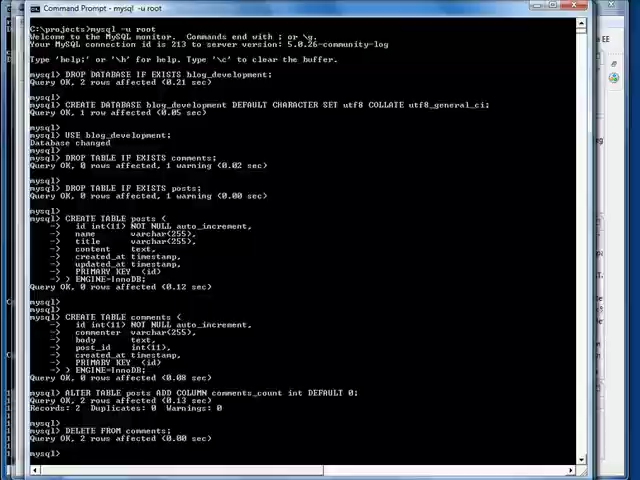 Command Prompt - mysql -u root
C:\projects>mysql -u root
Welcome to the MySQL monitor.  Commands end with ; or \g.
Your MySQL connection id is 213 to server version: 5.0.26-community-log
Type 'help;' or '\h' for help. Type '\c' to clear the buffer.
mysql> DROP DATABASE IF EXISTS blog_development;
Query OK, 2 rows affected (0.21 sec)
mysql>
mysql> CREATE DATABASE blog_development DEFAULT CHARACTER SET utf8 COLLATE utf8_general_ci;
Query OK, 1 row affected (0.05 sec)
mysql>
mysql> USE blog_development;
Database changed
mysql>
mysql> DROP TABLE IF EXISTS comments;
Query OK, 0 rows affected, 1 warning (0.02 sec)
mysql>
mysql> DROP TABLE IF EXISTS posts;
Query OK, 0 rows affected, 1 warning (0.00 sec)
mysql>
mysql> CREATE TABLE posts (
-> id int(11) NOT NULL auto_increment,
-> name varchar(255),
-> title varchar(255),
-> content text,
-> created_at timestamp,
-> updated_at timestamp,
-> PRIMARY KEY (id)
-> ) ENGINE=InnoDB;
Query OK, 0 rows affected (0.12 sec)
mysql>
mysql>
mysql> CREATE TABLE comments (
-> id int(11) NOT NULL auto_increment,
-> commenter varchar(255),
-> body text,
-> post_id int(11),
-> created_at timestamp,
-> PRIMARY KEY (id)
-> ) ENGINE=InnoDB;
Query OK, 0 rows affected (0.08 sec)
mysql> ALTER TABLE posts ADD COLUMN comments_count int DEFAULT 0;
Query OK, 2 rows affected (0.13 sec)
Records: 2  Duplicates: 0  Warnings: 0
mysql>
mysql> DELETE FROM comments;
Query OK, 2 rows affected (0.00 sec)
mysql>
EE